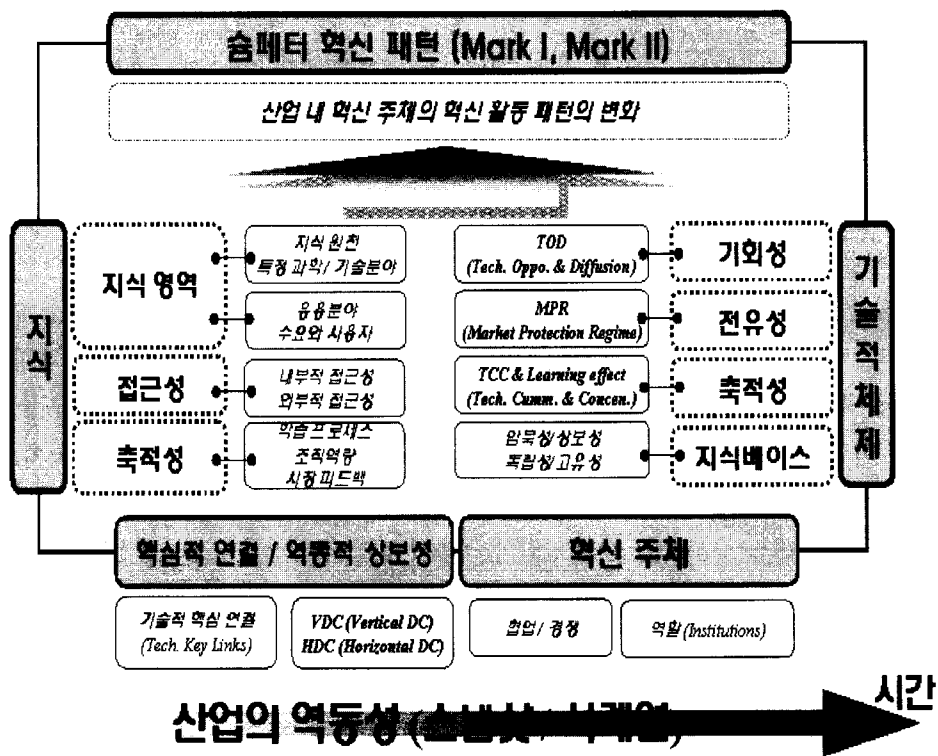 슘페터 혁신 패턴 (Mark I, Mark II)
산업 내 혁신 주체의 혁신 활동 패턴의 변화
지식
지식 영역
지식 원천
특정 과학/ 기술분야
응용분야
수요와 사용자
접근성
내부적 접근성
외부적 접근성
축적성
학습프로세스
조직역량
시장 피드백
TOD
(Tech. Oppo. & Diffusion)
기회성
MPR
(Market Protection Regime)
전유성
TCC & Learning effect
(Tech. Cumm. & Concen.)
축적성
암묵성/상보성
독립성/고유성
지식베이스
기술적체제
핵심적 연결 / 역동적 상보성
혁신 주체
기술적 핵심 연결
(Tech. Key Links)
VDC (Vertical DC)
HDC (Horizontal DC)
협업/ 경쟁
역할 (Institutions)
시간
산업의 역동성